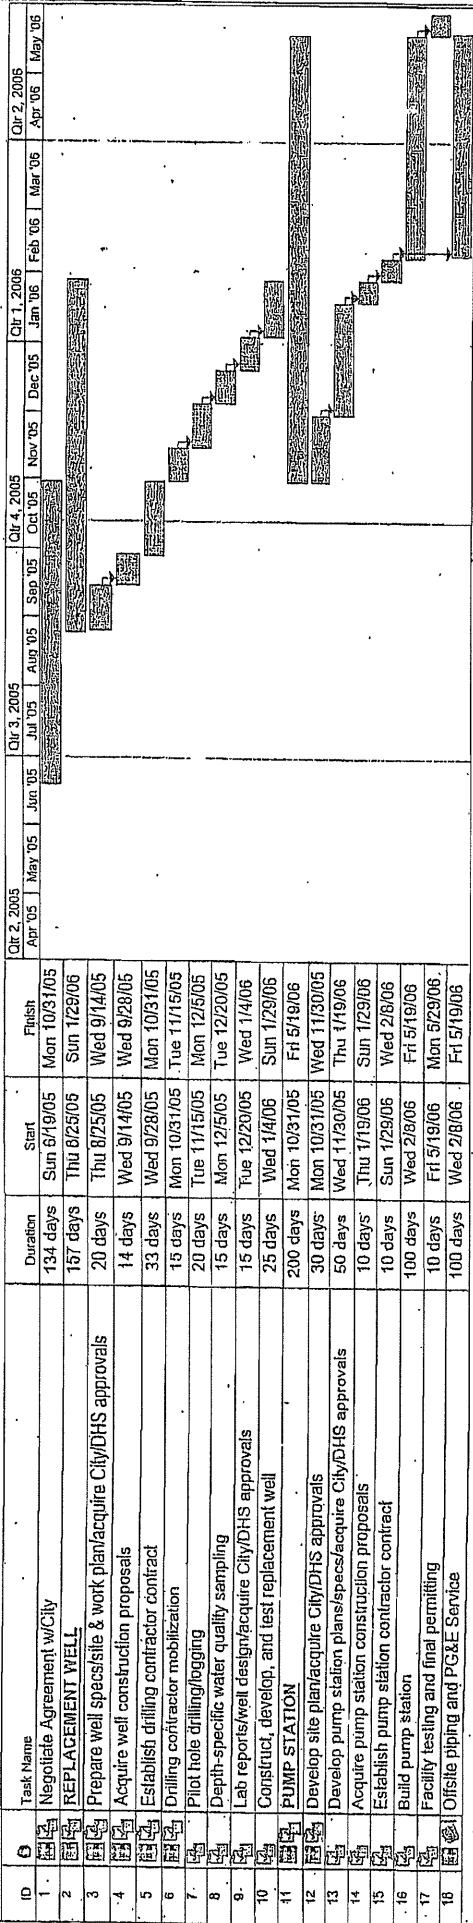 ID Task Name Duration Start Finish
Qtr 2, 2005 Qtr 3, 2005 Qtr 4, 2005 Qtr 1, 2006 Qtr 2, 2006
Apr '05 May '05 Jun '05 Jul '05 Aug '05 Sep '05 Oct '05 Nov '05 Dec '05 Jan '06 Feb '06 Mar '06 Apr '06 May '06
1 Negotiate Agreement w/City 134 days Sun 6/19/05 Mon 10/31/05
2 REPLACEMENT WELL 157 days Thu 8/25/05 Sun 1/29/06
3 Prepare well specs/site & work plan/acquire City/DHS approvals 20 days Thu 8/25/05 Wed 9/14/05
4 Acquire well construction proposals 14 days Wed 9/14/05 Wed 9/28/05
5 Establish drilling contractor contract 33 days Wed 9/28/05 Mon 10/31/05
6 Drilling contractor mobilization 15 days Mon 10/31/05 Tue 11/15/05
7 Pilot hole drilling/logging 20 days Tue 11/15/05 Mon 12/5/05
8 Depth-specific water quality sampling 15 days Mon 12/5/05 Tue 12/20/05
9 Lab reports/well design/acquire City/DHS approvals 15 days Tue 12/20/05 Wed 1/4/06
10 Construct, develop, and test replacement well 25 days Wed 1/4/06 Sun 1/29/06
11 PUMP STATION 200 days Mon 10/31/05 Fri 5/19/06
12 Develop site plan/acquire City/DHS approvals 30 days Mon 10/31/05 Wed 11/30/05
13 Develop pump station plans/specs/acquire City/DHS approvals 50 days Wed 11/30/05 Thu 1/19/06
14 Acquire pump station construction proposals 10 days Thu 1/19/06 Sun 1/29/06
15 Establish pump station contractor contract 10 days Sun 1/29/06 Wed 2/8/06
16 Build pump station 100 days Wed 2/8/06 Fri 5/19/06
17 Facility testing and final permitting 10 days Fri 5/19/06 Mon 5/29/06
18 Offsite piping and PG&E Service 100 days Wed 2/8/06 Fri 5/19/06